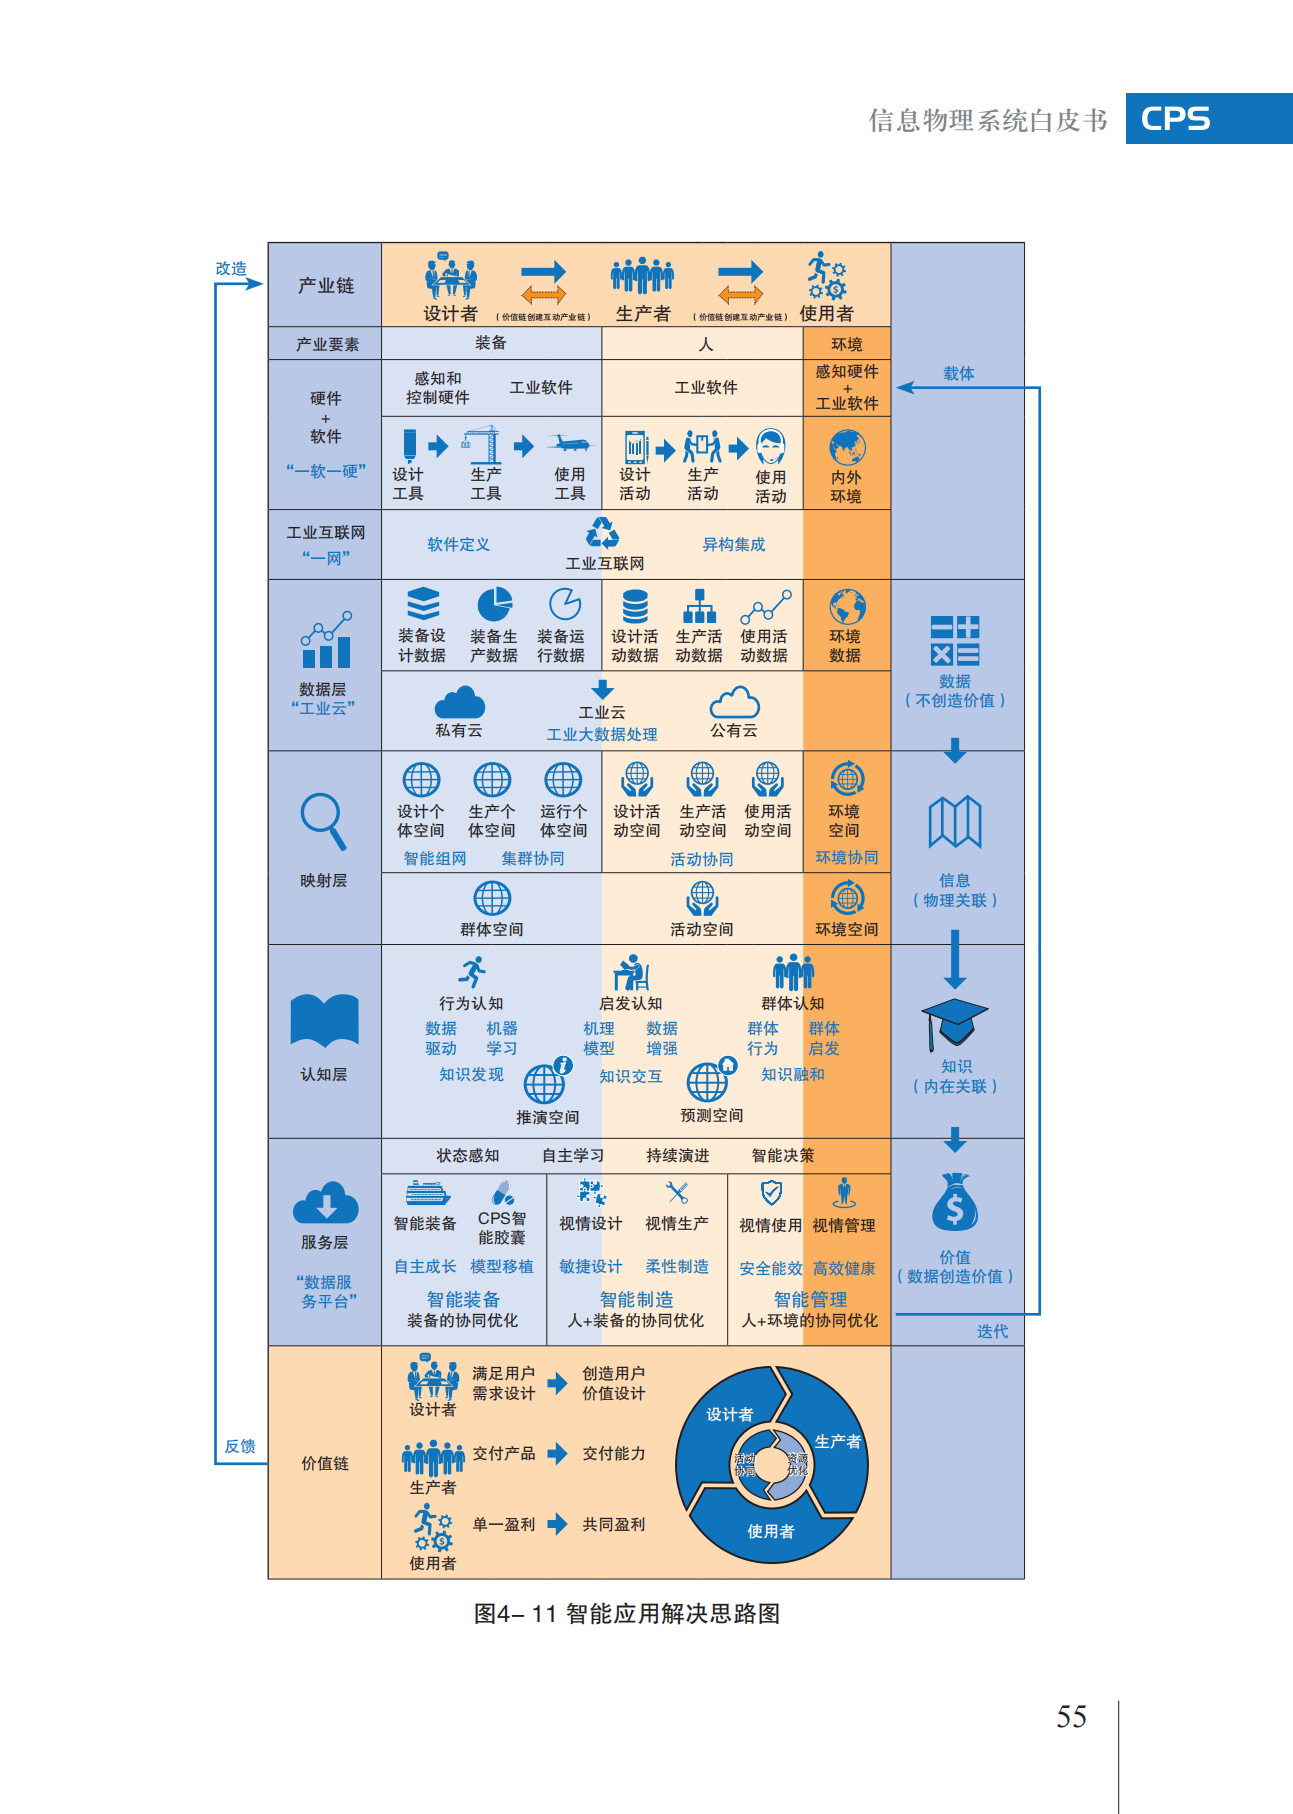 信息物理系统白皮书
CPS
改造
产业链
设计者
（价值链创建互动产业链）
生产者
（价值链创建互动产业链）
使用者
产业要素
装备
人
环境
载体
硬件
+
软件
“一软一硬”
感知和
控制硬件
工业软件
工业软件
感知硬件
+
工业软件
设计
工具
生产
工具
使用
工具
设计
活动
生产
活动
使用
活动
内外
环境
工业互联网
“一网”
软件定义
工业互联网
异构集成
数据层
“工业云”
装备设
计数据
装备生
产数据
装备运
行数据
设计活
动数据
生产活
动数据
使用活
动数据
环境
数据
私有云
工业云
工业大数据处理
公有云
数据
（不创造价值）
映射层
设计个
体空间
生产个
体空间
运行个
体空间
设计活
动空间
生产活
动空间
使用活
动空间
环境
空间
智能组网
集群协同
活动协同
环境协同
群体空间
活动空间
环境空间
信息
（物理关联）
认知层
行为认知
启发认知
群体认知
数据
驱动
机器
学习
机理
模型
数据
增强
群体
行为
群体
启发
知识发现
知识交互
知识融和
推演空间
预测空间
知识
（内在关联）
服务层
“数据服
务平台”
状态感知
自主学习
持续演进
智能决策
智能装备
CPS智
能胶囊
视情设计
视情生产
视情使用
视情管理
自主成长
模型移植
敏捷设计
柔性制造
安全能效
高效健康
智能装备
装备的协同优化
智能制造
人+装备的协同优化
智能管理
人+环境的协同优化
价值
（数据创造价值）
迭代
反馈
价值链
设计者
满足用户
需求设计
创造用户
价值设计
生产者
交付产品
交付能力
使用者
单一盈利
共同盈利
设计者
生产者
使用者
活动
协同
资源
优化
图4- 11 智能应用解决思路图
55